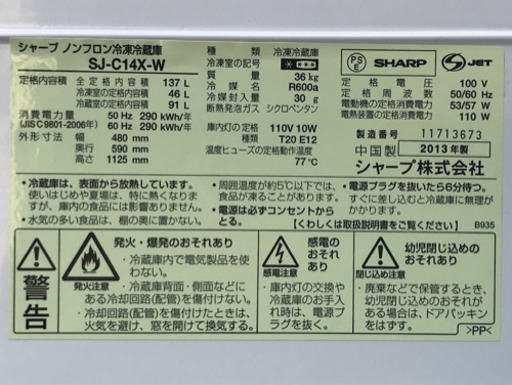 シャープ ノンフロン冷凍冷蔵庫
SJ-C14X-W
定格内容積 全定格内容積 137 L
冷凍室の定格内容積 46 L
冷蔵室の定格内容積 91 L
消費電力量 50 Hz 290 kWh/年
(JISC9801-2006年) 60 Hz 290 kWh/年
外形寸法 幅 480 mm
奥行 590 mm
高さ 1125 mm
種類 冷凍冷蔵庫
冷凍室の記号
質量 36 kg
冷媒 R600a
冷媒封入量 30 g
断熱発泡ガス シクロペンタン
庫内灯の定格 110V 10W
T20 E12
温度ヒューズの定格動作温度
77℃
PS
E
SHARP
S JET
定格電圧 100 V
定格周波数 50/60 Hz
電動機の定格消費電力 53/57 W
電熱装置の定格消費電力 110 W
製造番号 11713673
中国製 2013年製
シャープ株式会社
・冷蔵庫は、表面から放熱しています。
使いはじめや夏場は、特に熱くなりま
すが、庫内の食品には影響ありません。
・水気の多い食品は、棚の奥に置かない。
・周囲温度が約5℃以下では、
食品が凍ることがあります。
・電源は必ずコンセントから
とる。
・電源プラグを抜いたら6分待つ。
すぐに差し込むと冷蔵庫に無理が
かかり、故障の原因になります。
【くわしくは取扱説明書をご覧ください】
B935
警告
発火・爆発のおそれあり
・冷蔵庫内で電気製品を使
わない。
・冷蔵庫背面・側面などに
ある冷却回路(配管)を傷付けない。
冷却回路(配管)を傷付けたときは、
火気を避け、窓を開けて換気する。
発火注意
感電の
おそれあり
感電注意
・庫内灯の交換や
冷蔵庫のお手入
れ時は、電源プ
ラグを抜く。
幼児閉じ込めの
おそれあり
閉じ込め注意
・廃棄などで保管するときに、
幼児閉じ込めのおそれが
ある場合は、ドアパッキン
をはずす。
>PP<